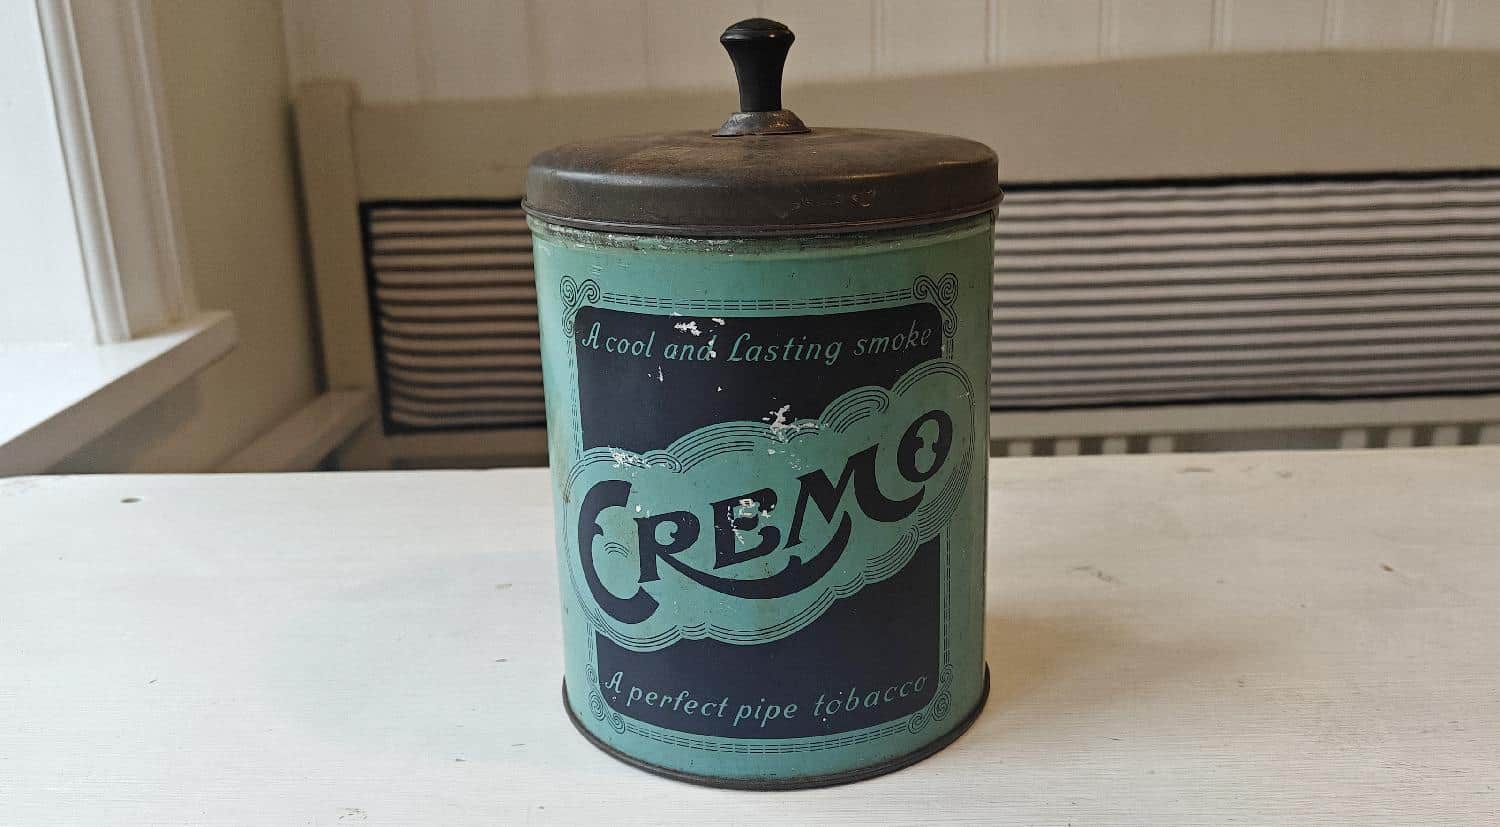 A cool and Lasting smoke
CREMO
A perfect pipe tobacco